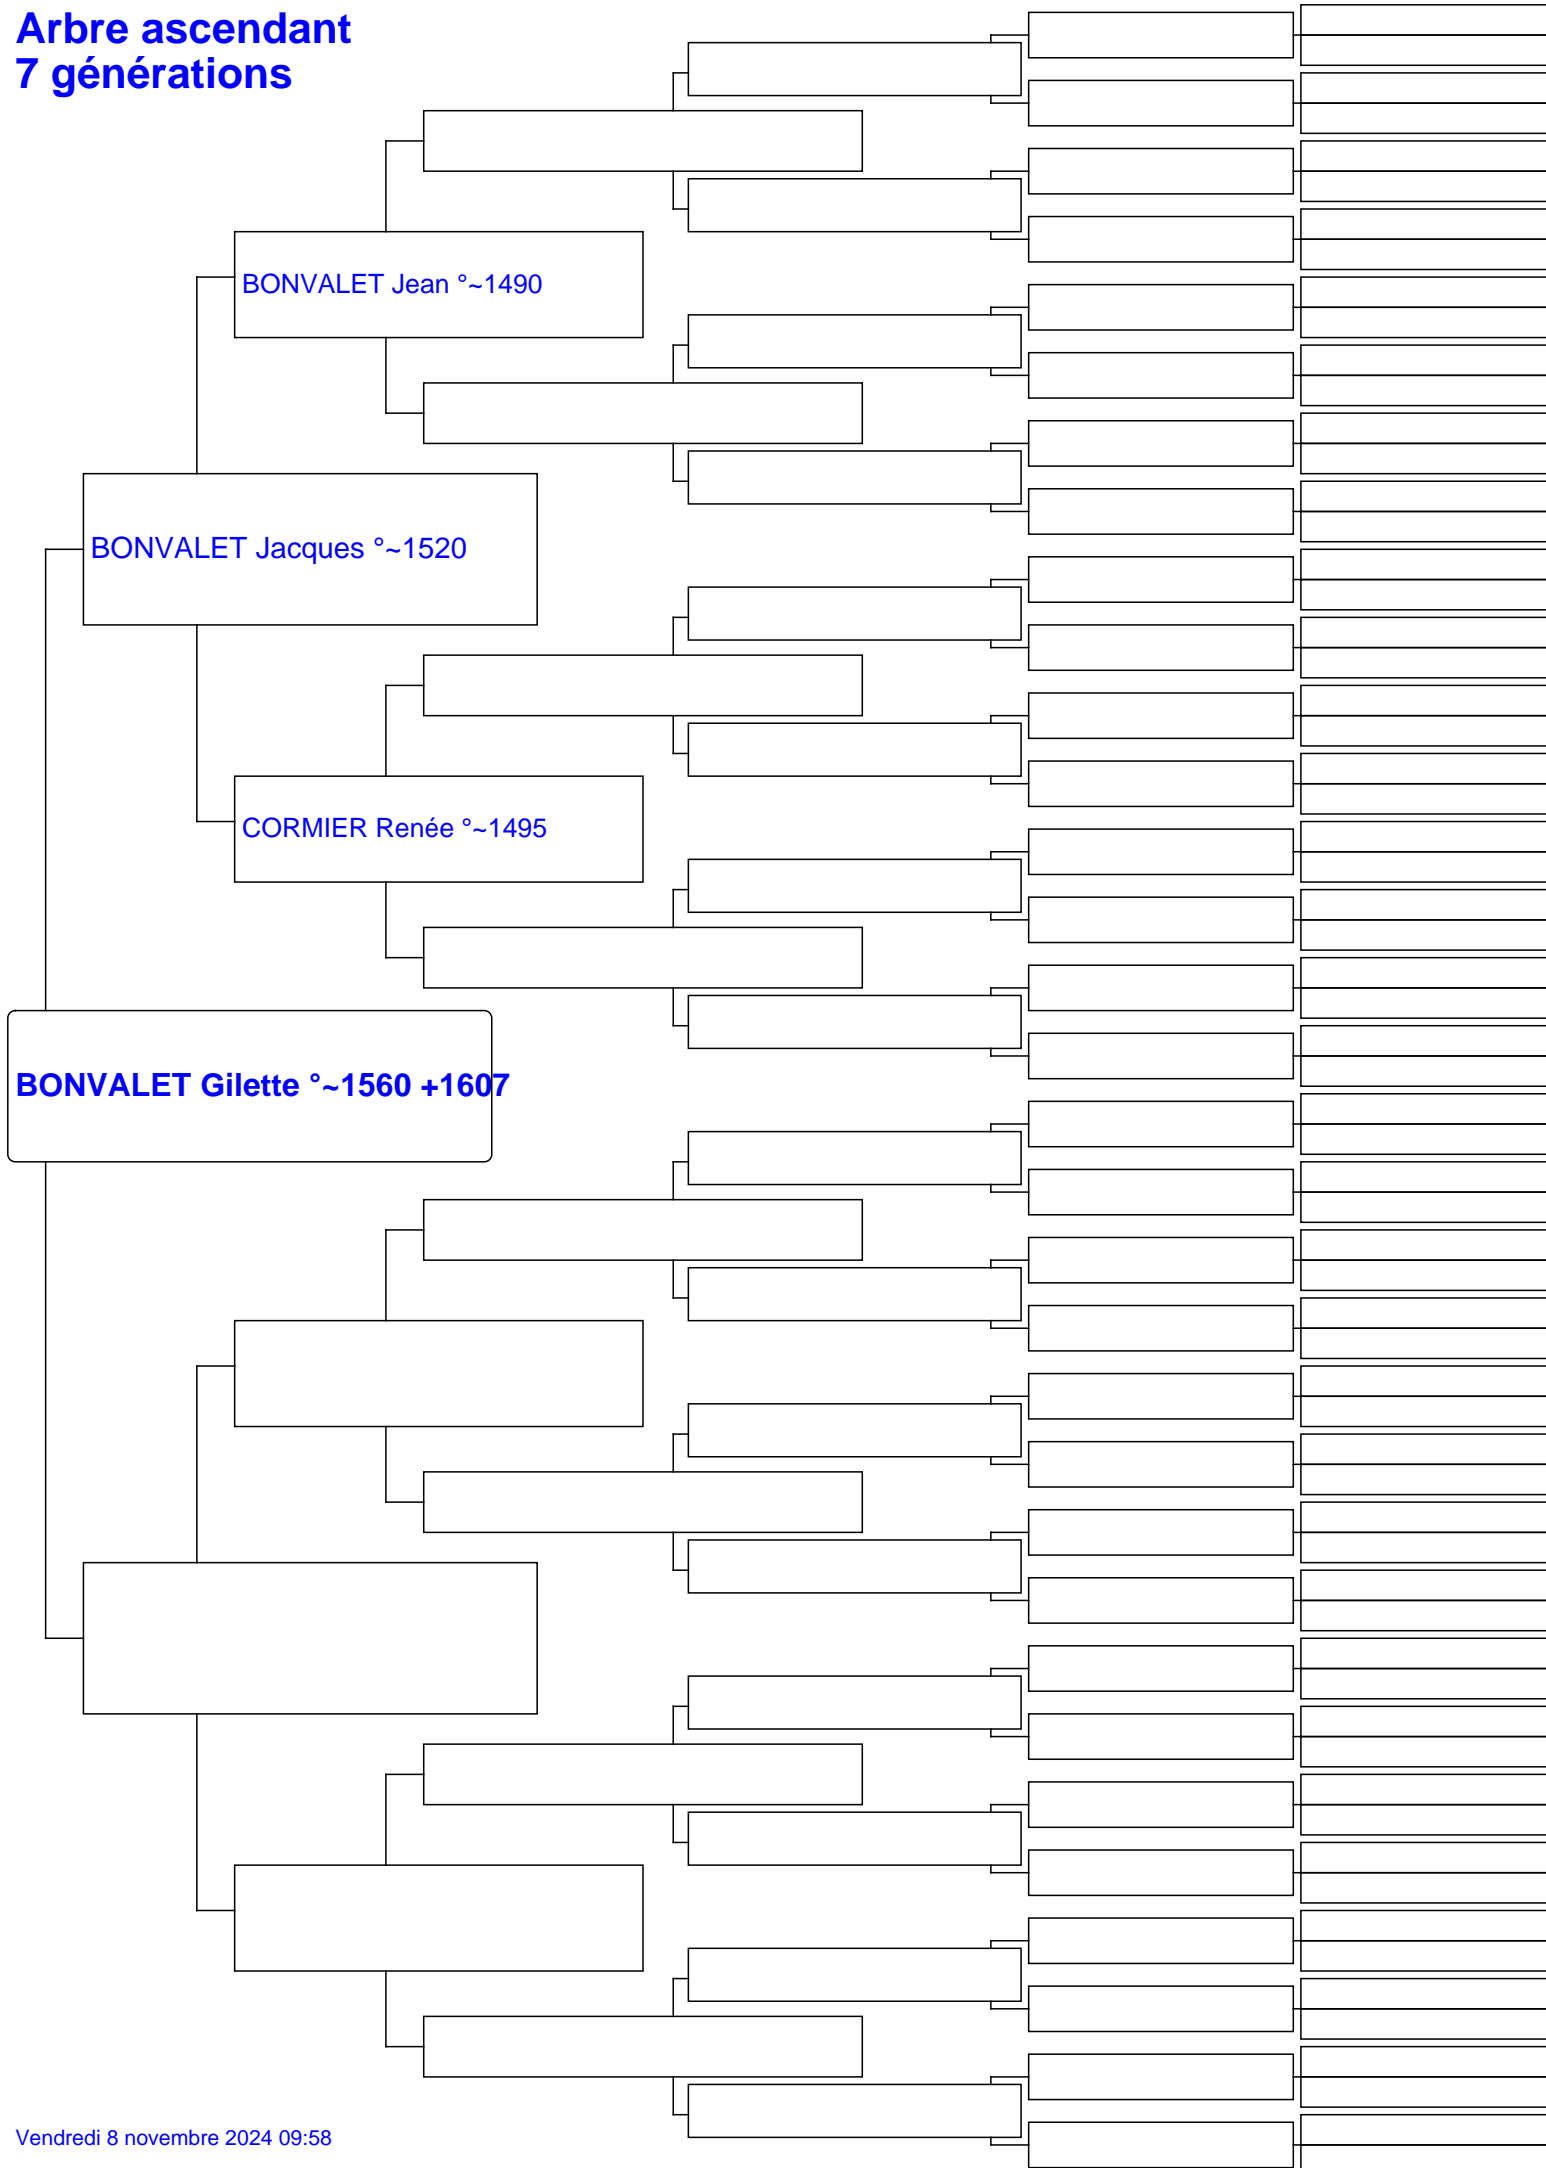 Arbre ascendant
7 générations
BONVALET Jean °~1490
BONVALET Jacques °~1520
CORMIER Renée °~1495
BONVALET Gilette °~1560 +1607
Vendredi 8 novembre 2024 09:58